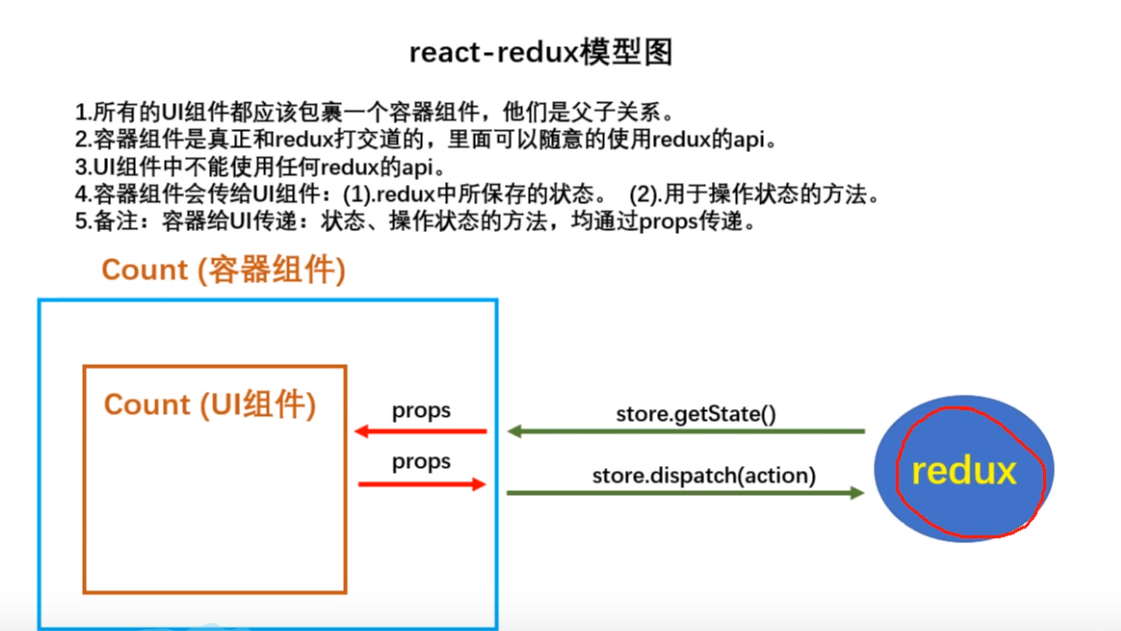 react-redux模型图
1.所有的UI组件都应该包裹一个容器组件，他们是父子关系。
2.容器组件是真正和redux打交道的，里面可以随意的使用redux的api。
3.UI组件中不能使用任何redux的api。
4.容器组件会传给UI组件：(1).redux中所保存的状态。 (2).用于操作状态的方法。
5.备注：容器给UI传递：状态、操作状态的方法，均通过props传递。
Count (容器组件)
Count (UI组件)
props
store.getState()
props
store.dispatch(action)
redux